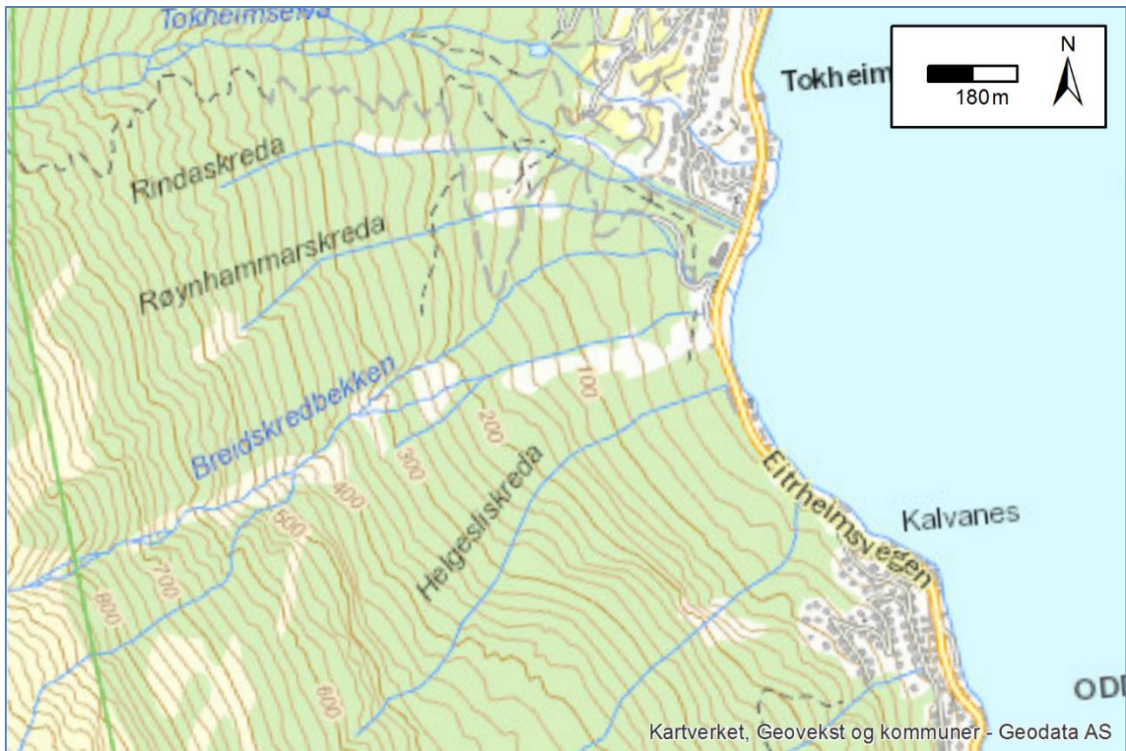 Tokheimselva
N
Tokheim
180 m
Rindaskreda
Røynhammarskreda
Breidskredbekken
100
200
300
400
500
Helgesliskreda
Eitrheimsvegen
Kalvanes
700
800
600
ODD
Kartverket, Geovekst og kommuner - Geodata AS